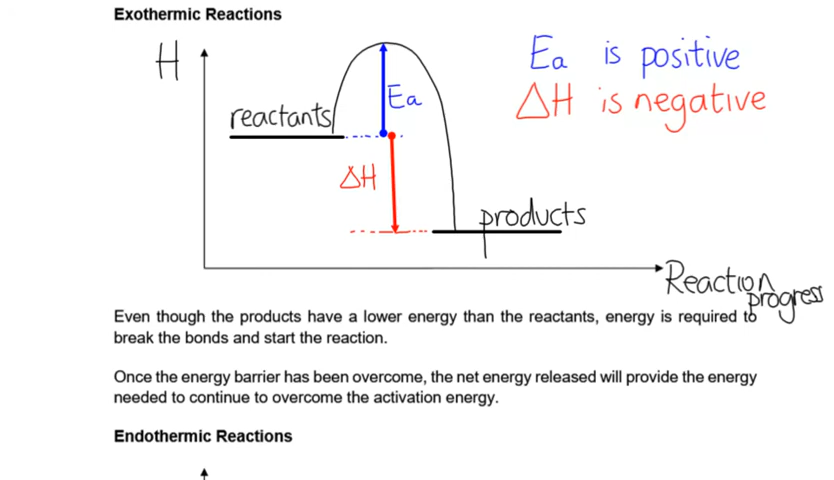 Exothermic Reactions
H
Ea is positive
ΔH is negative
Ea
reactants
ΔH
products
Reaction
progress
Even though the products have a lower energy than the reactants, energy is required to
break the bonds and start the reaction.
Once the energy barrier has been overcome, the net energy released will provide the energy
needed to continue to overcome the activation energy.
Endothermic Reactions